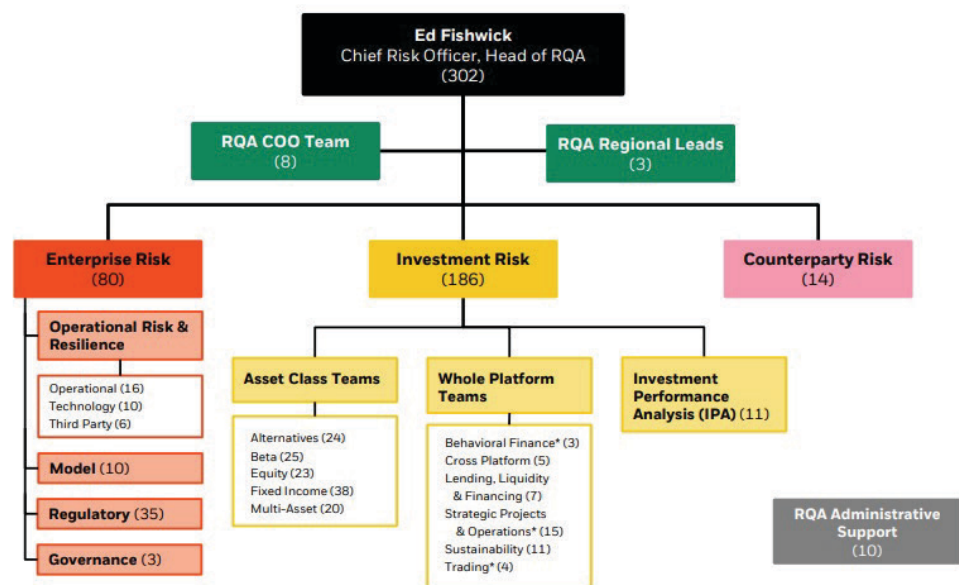 Ed Fishwick
Chief Risk Officer, Head of RQA
(302)
RQA COO Team
(8)
RQA Regional Leads
(3)
Enterprise Risk
(80)
Investment Risk
(186)
Counterparty Risk
(14)
Operational Risk &
Resilience
Operational (16)
Technology (10)
Third Party (6)
Model (10)
Regulatory (35)
Governance (3)
Asset Class Teams
Alternatives (24)
Beta (25)
Equity (23)
Fixed Income (38)
Multi-Asset (20)
Whole Platform
Teams
Behavioral Finance* (3)
Cross Platform (5)
Lending, Liquidity
& Financing (7)
Strategic Projects
& Operations* (15)
Sustainability (11)
Trading* (4)
Investment
Performance
Analysis (IPA) (11)
RQA Administrative
Support
(10)